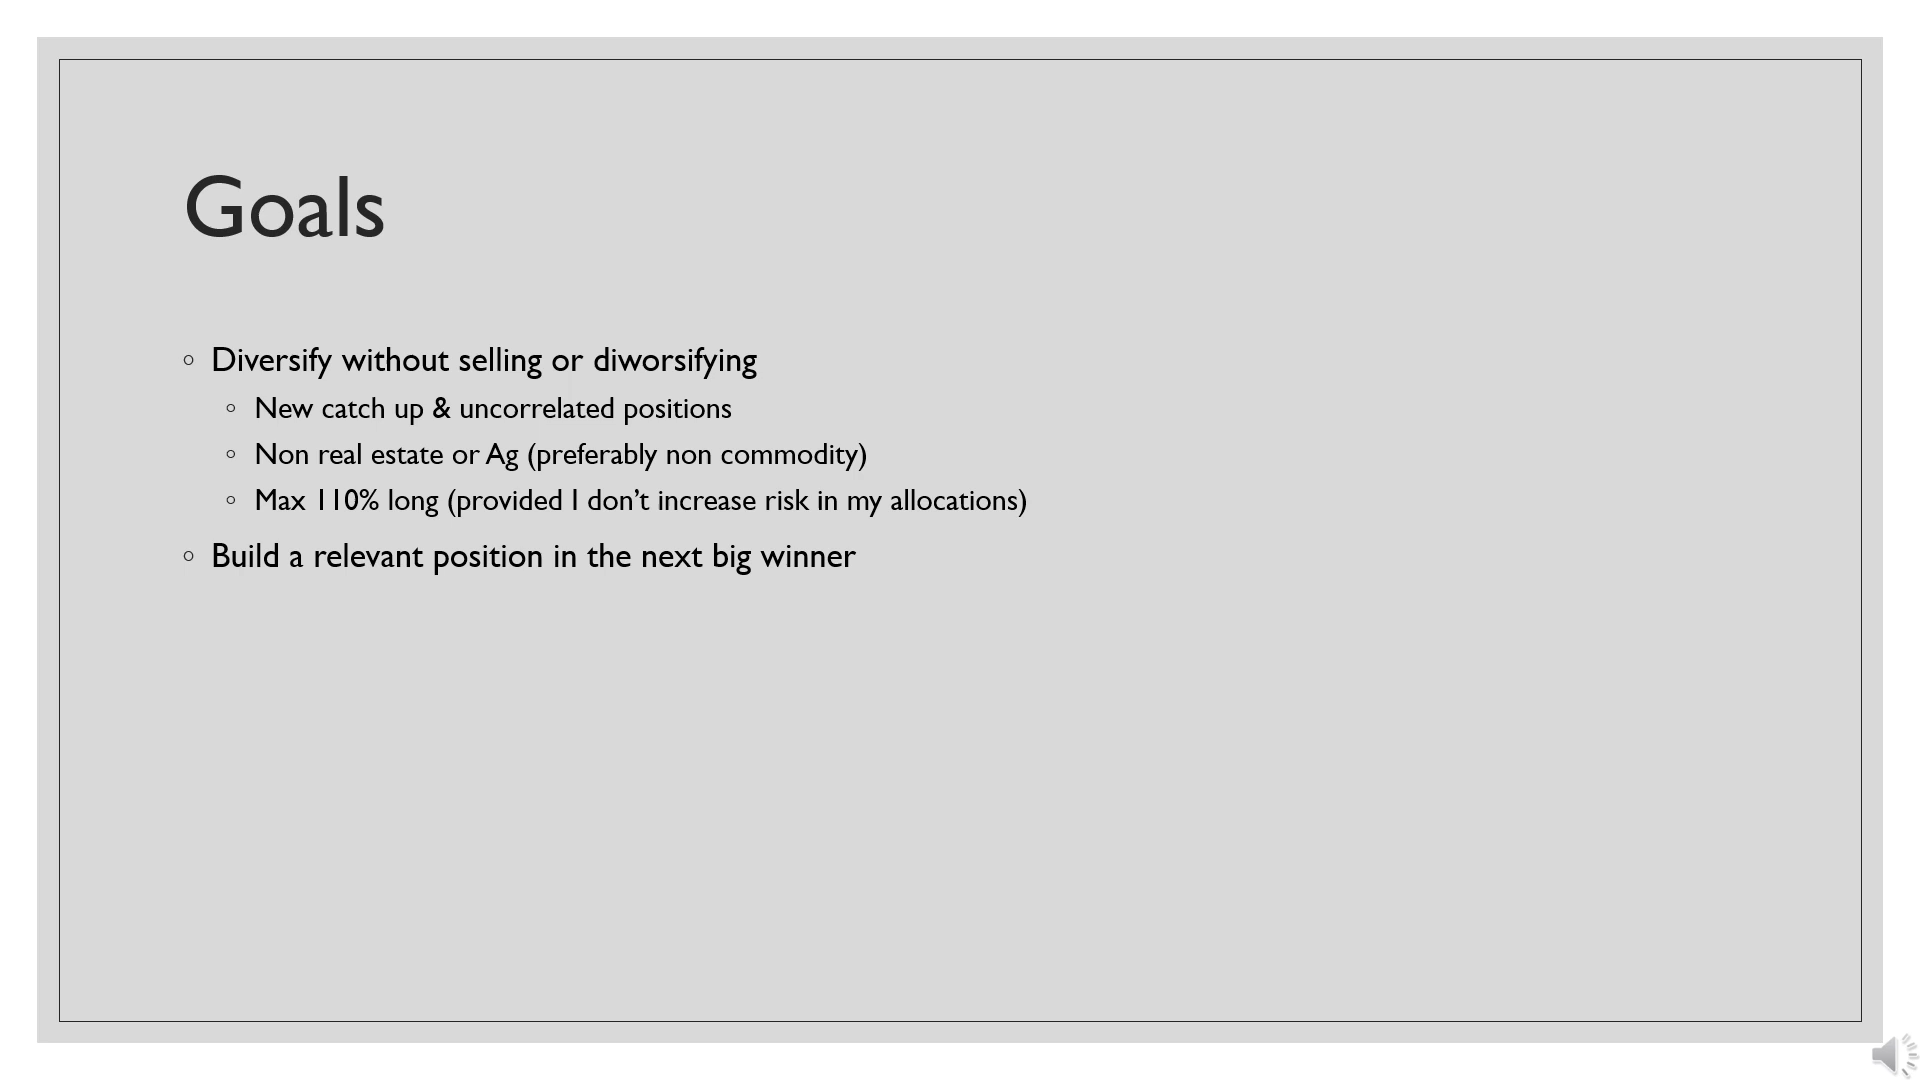 Goals
◦ Diversify without selling or diworsifying
◦ New catch up & uncorrelated positions
◦ Non real estate or Ag (preferably non commodity)
◦ Max 110% long (provided I don’t increase risk in my allocations)
◦ Build a relevant position in the next big winner